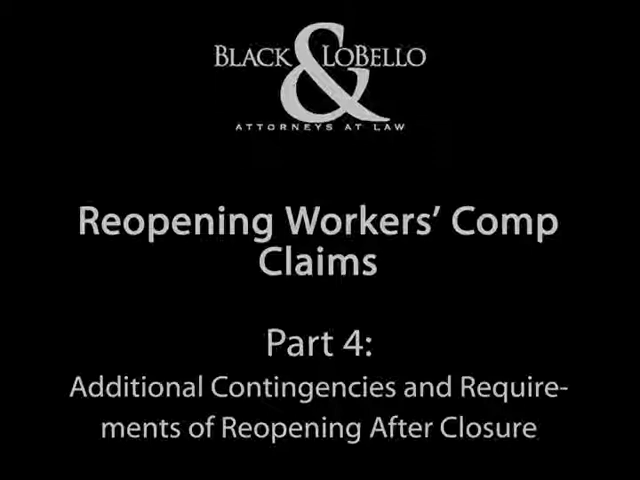 BLACK & LOBELLO
ATTORNEYS AT LAW
Reopening Workers’ Comp
Claims
Part 4:
Additional Contingencies and Require-
ments of Reopening After Closure